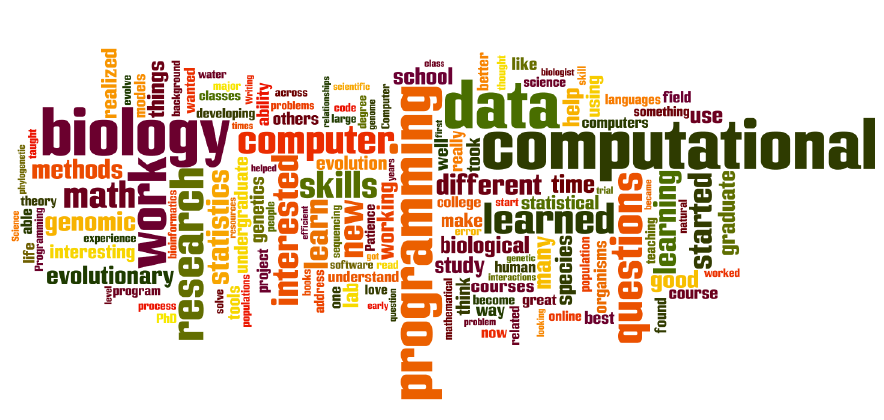 biology
computational
programming
data
research
work
questions
computer
learned
interested
skills
math
methods
genomic
evolutionary
interesting
statistics
undergraduate
genetics
learn
new
working
evolution
different
time
biological
study
started
learning
graduate
species
many
organisms
good
course
courses
school
class
better
thought
like
biologist
science
skill
help
using
languages
field
something
use
computers
well
first
really
took
trial
statistical
college
start
make
error
became
teaching
natural
population
genetic
human
interactions
mathematical
think
become
way
great
problem
now
related
looking
online
best
found
worked
realized
evolve
models
things
background
wanted
water
major
classes
developing
times
Writing
ability
across
problems
others
relationships
scientific
code
large
degree
genome
Computer
phylogenetic
taught
theory
Science
able
life
Programming
experience
bioinformatics
level
program
process
PhD
solve
tools
resources
populations
project
people
helped
efficient
books
address
sequencing
software
one
lab
Patience
years
got
read
understand
love
early
question